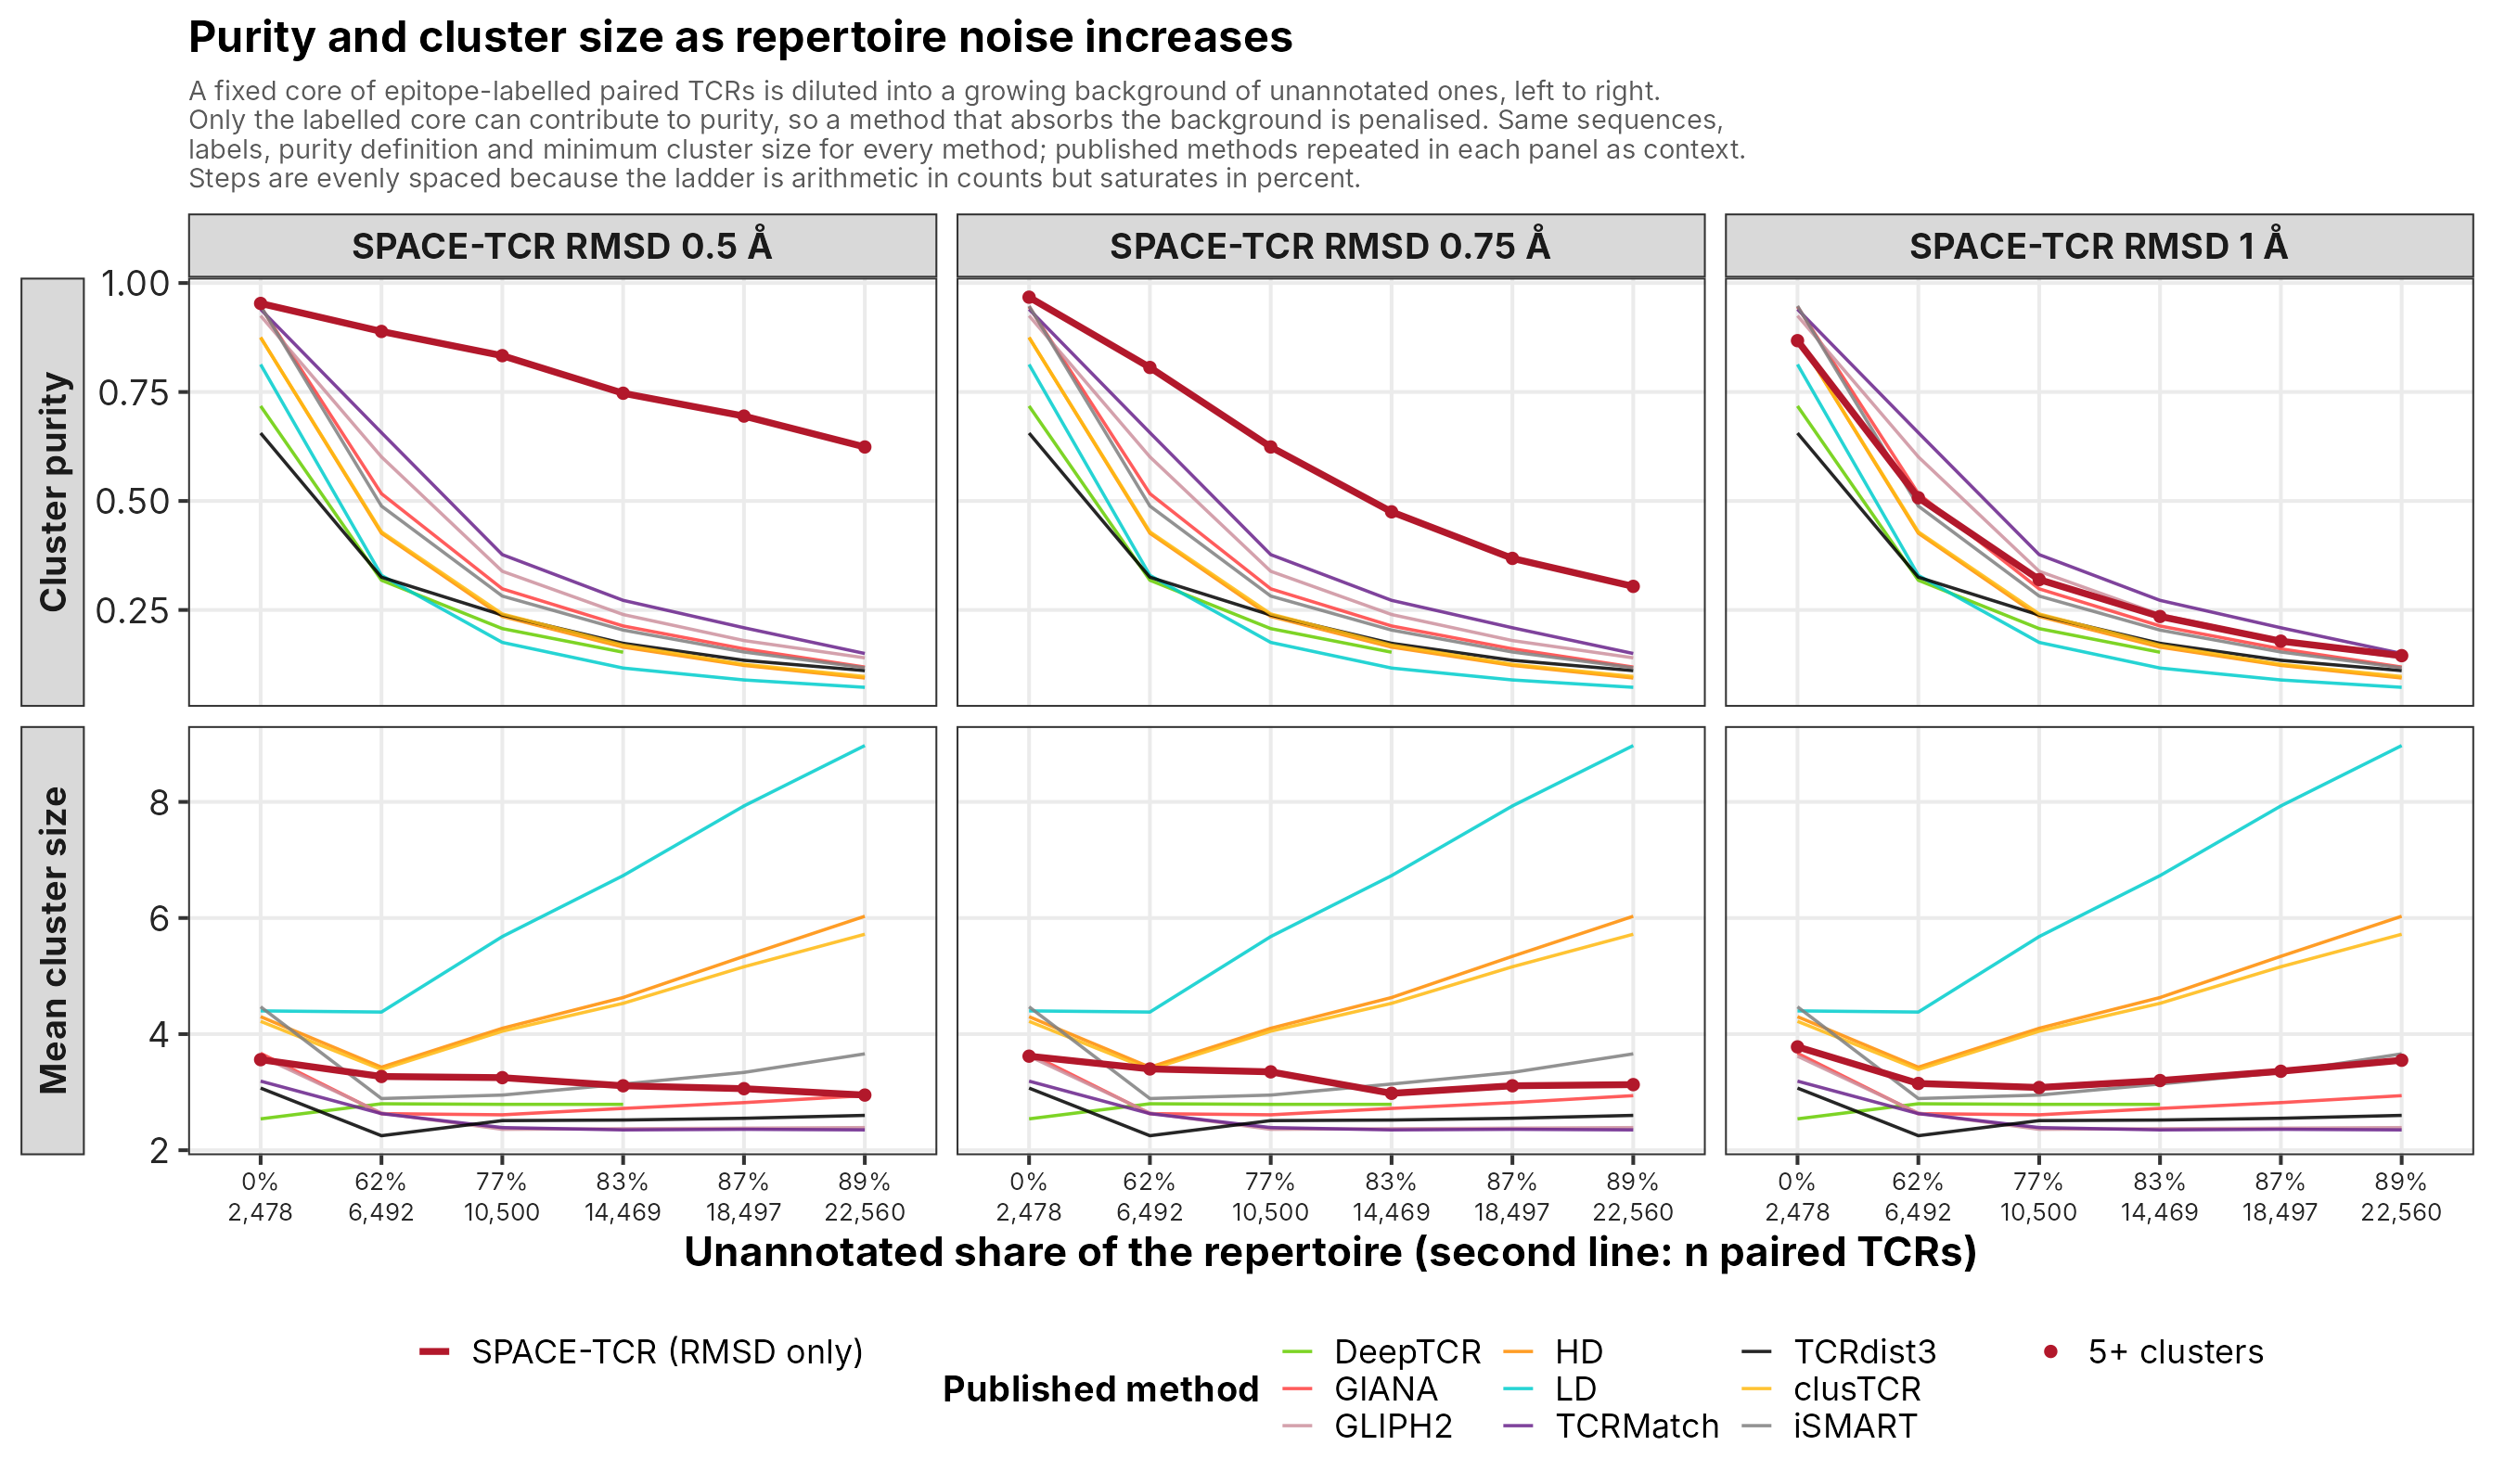 Purity and cluster size as repertoire noise increases
A fixed core of epitope-labelled paired TCRs is diluted into a growing background of unannotated ones, left to right.
Only the labelled core can contribute to purity, so a method that absorbs the background is penalised. Same sequences,
labels, purity definition and minimum cluster size for every method; published methods repeated in each panel as context.
Steps are evenly spaced because the ladder is arithmetic in counts but saturates in percent.
SPACE-TCR RMSD 0.5 Å
SPACE-TCR RMSD 0.75 Å
SPACE-TCR RMSD 1 Å
Cluster purity
1.00
0.75
0.50
0.25
Mean cluster size
8
6
4
2
0% 62% 77% 83% 87% 89%
2,478 6,492 10,500 14,469 18,497 22,560
0% 62% 77% 83% 87% 89%
2,478 6,492 10,500 14,469 18,497 22,560
0% 62% 77% 83% 87% 89%
2,478 6,492 10,500 14,469 18,497 22,560
Unannotated share of the repertoire (second line: n paired TCRs)
SPACE-TCR (RMSD only)
Published method
DeepTCR
GIANA
GLIPH2
HD
LD
TCRMatch
TCRdist3
clusTCR
iSMART
5+ clusters